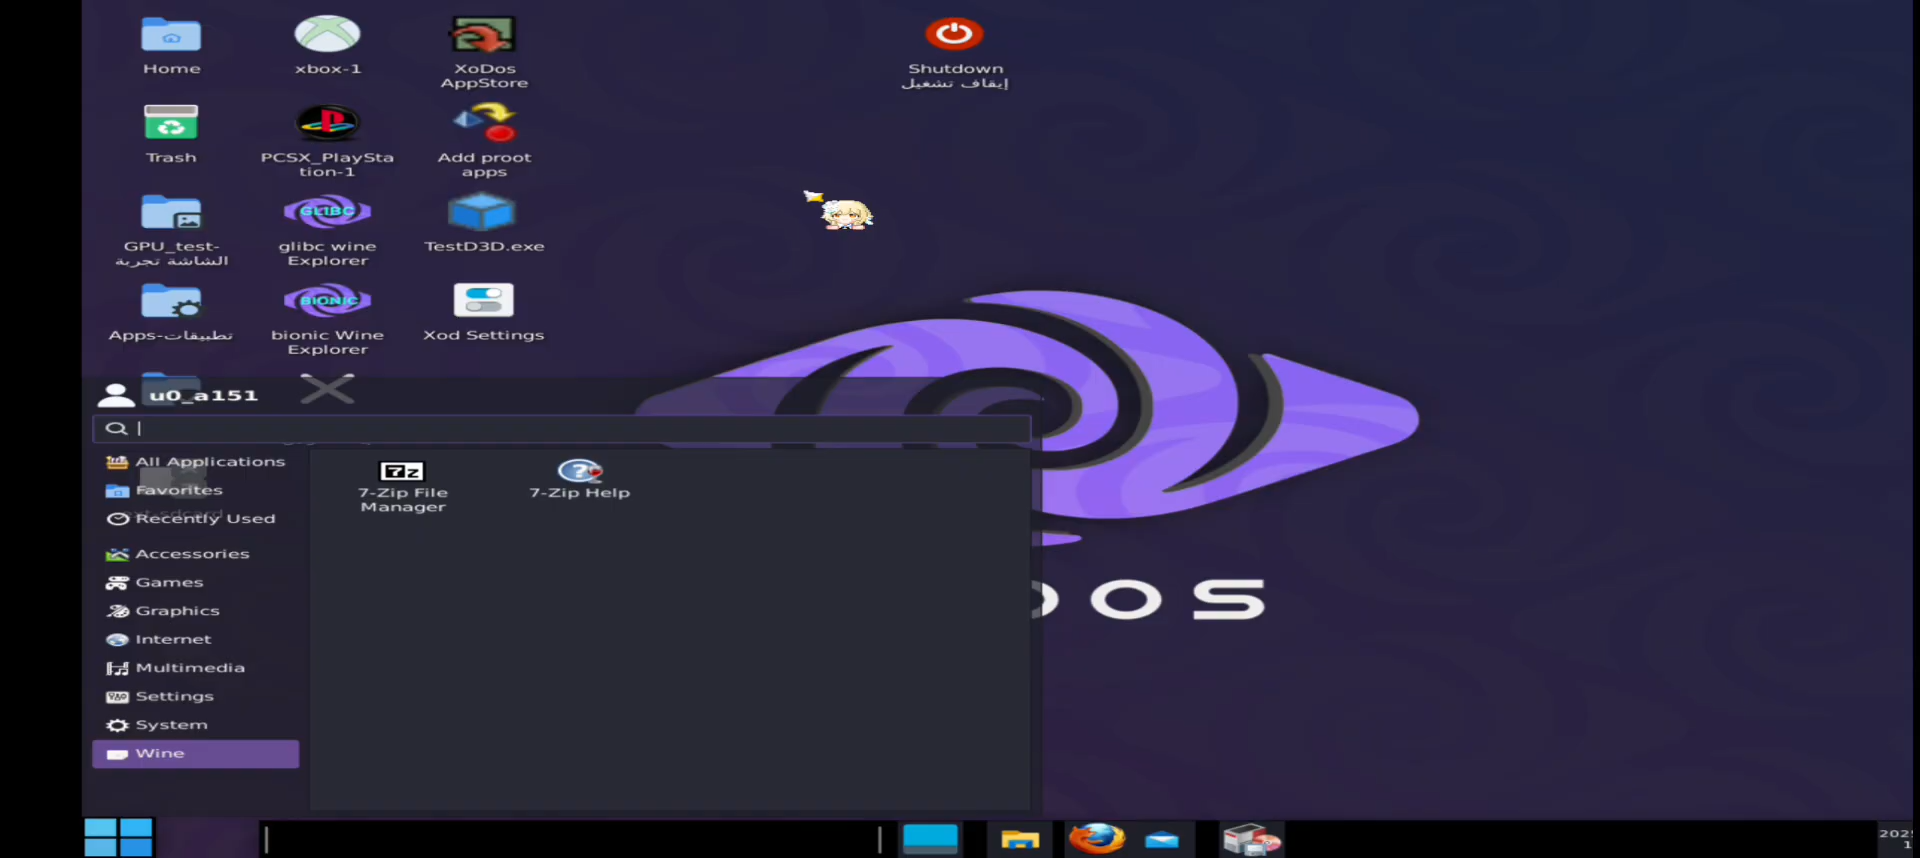 Home
xbox-1
XoDos
AppStore
Shutdown
إيقاف تشغيل
Trash
PCSX_PlaySta
tion-1
Add proot
apps
GLIBC
GPU_test-
الشاشة تجربة
glibc wine
Explorer
TestD3D.exe
BIONIC
Apps-تطبيقات
bionic Wine
Explorer
Xod Settings
u0_a151
All Applications
Favorites
Recently Used
Accessories
Games
Graphics
Internet
Multimedia
Settings
System
Wine
7z
7-Zip File
Manager
7-Zip Help
OS